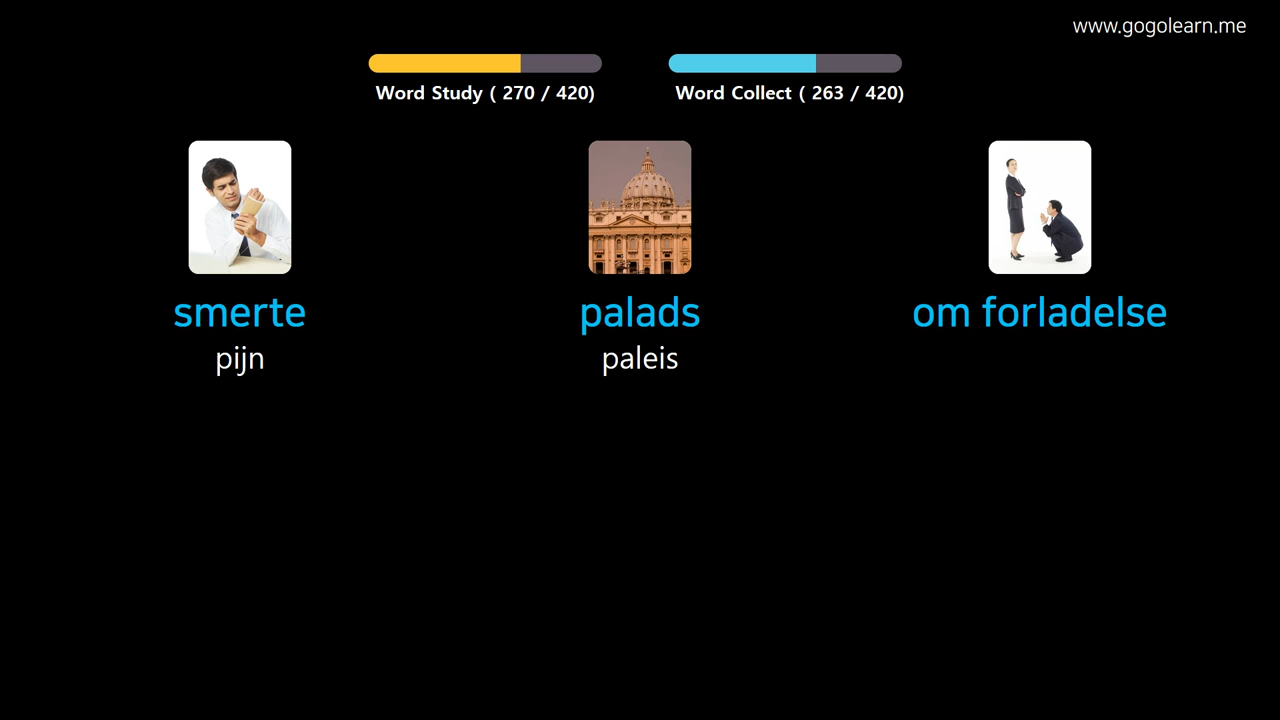 www.gogolearn.me
Word Study ( 270 / 420)
Word Collect ( 263 / 420)
smerte
palads
om forladelse
pijn
paleis